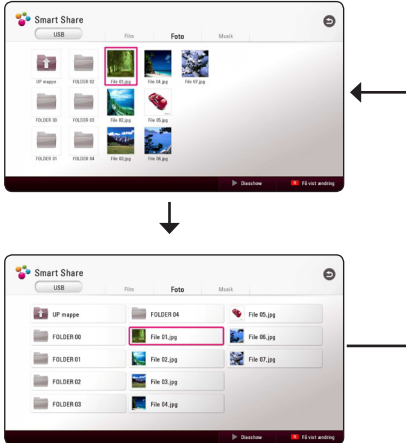 Smart Share
USB Film Foto Musik
UP mappe FOLDER 02 File 01.jpg File 04.jpg File 07.jpg
FOLDER 00 FOLDER 03 File 02.jpg File 05.jpg
FOLDER 01 FOLDER 04 File 03.jpg File 06.jpg
Diasshow Få vist ændring
Smart Share
USB Film Foto Musik
UP mappe FOLDER 04 File 05.jpg
FOLDER 00 File 01.jpg File 06.jpg
FOLDER 01 File 02.jpg File 07.jpg
FOLDER 02 File 03.jpg
FOLDER 03 File 04.jpg
Diasshow Få vist ændring